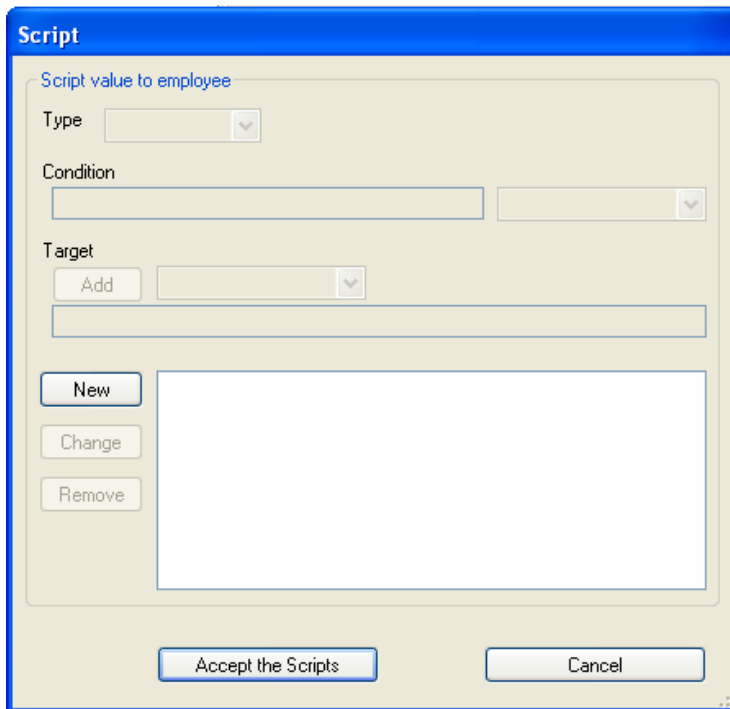 Script
Script value to employee
Type
Condition
Target
Add
New
Change
Remove
Accept the Scripts
Cancel